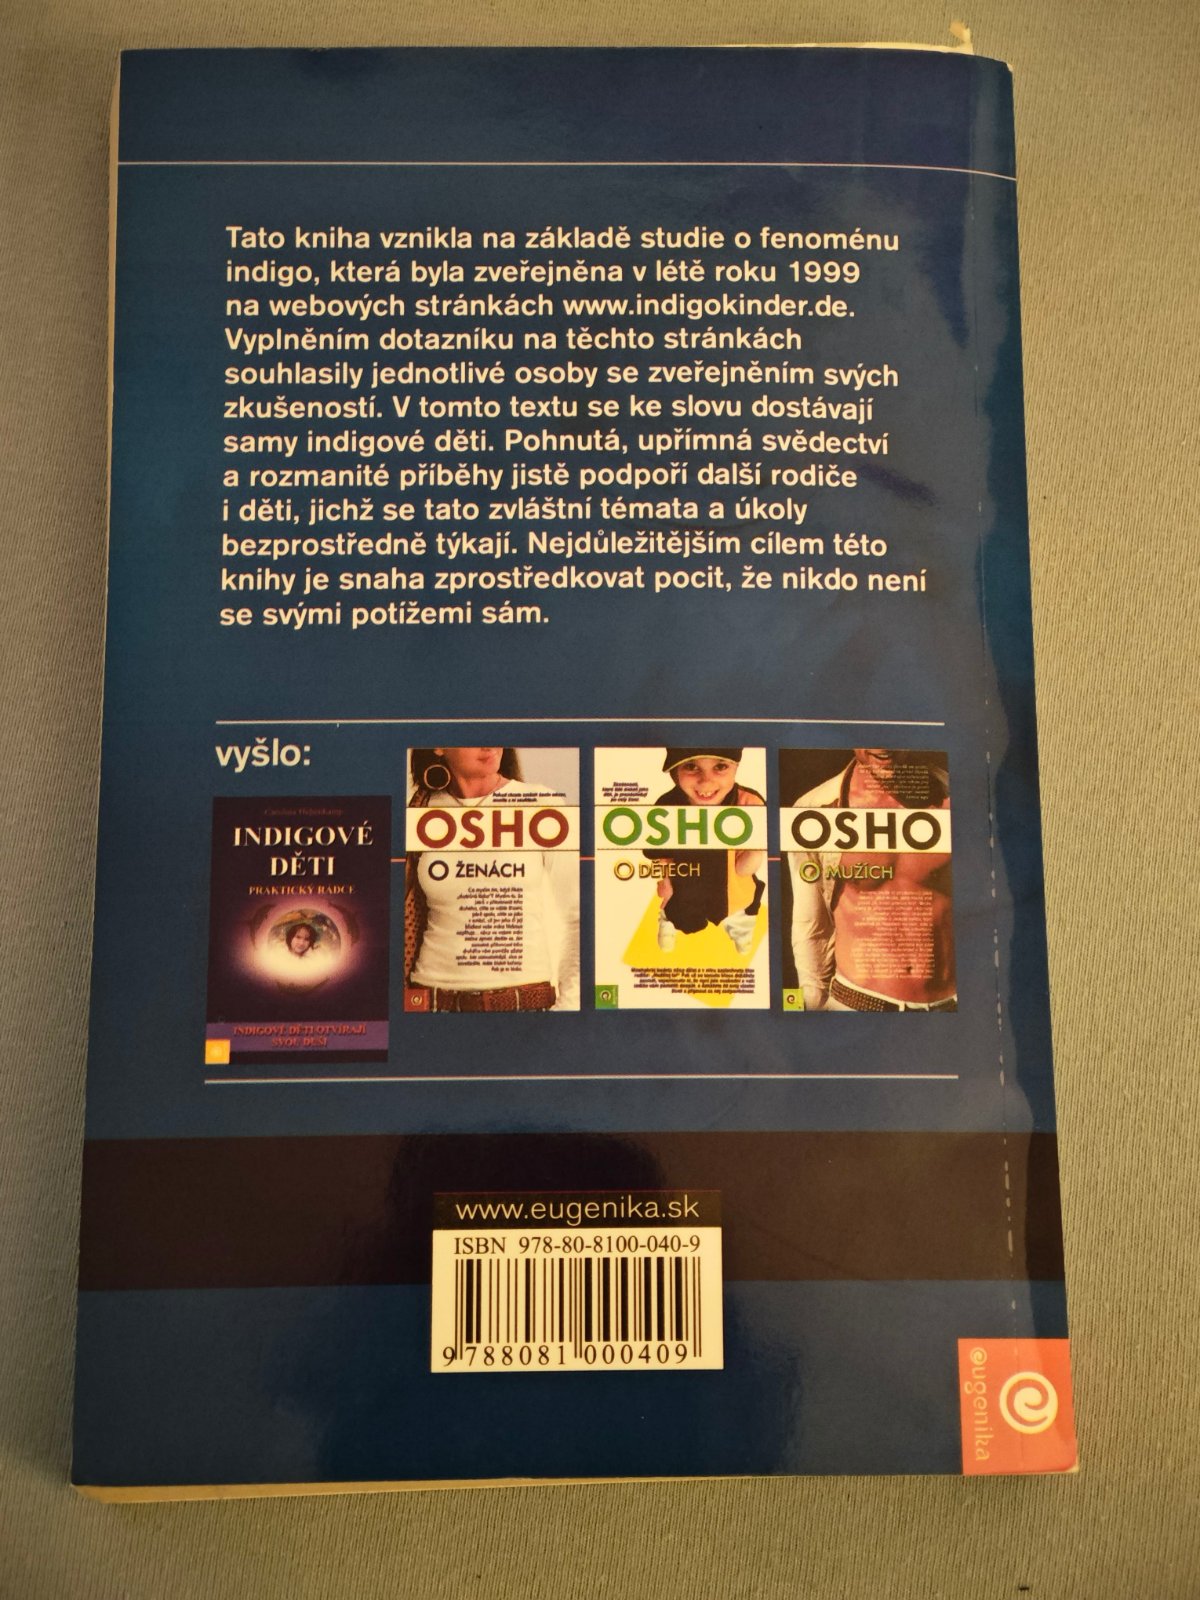 Tato kniha vznikla na základě studie o fenoménu
indigo, která byla zveřejněna v létě roku 1999
na webových stránkách www.indigokinder.de.
Vyplněním dotazníku na těchto stránkách
souhlasily jednotlivé osoby se zveřejněním svých
zkušeností. V tomto textu se ke slovu dostávají
samy indigové děti. Pohnutá, upřímná svědectví
a rozmanité příběhy jistě podpoří další rodiče
i děti, jichž se tato zvláštní témata a úkoly
bezprostředně týkají. Nejdůležitějším cílem této
knihy je snaha zprostředkovat pocit, že nikdo není
se svými potížemi sám.
vyšlo:
INDIGOVÉ
DĚTI
PRAKTICKÝ RÁDCE
INDIGOVÉ DĚTI OTVÍRAJÍ
SVOU DUŠI
OSHO
O ŽENÁCH
OSHO
O DĚTECH
OSHO
O MUŽÍCH
www.eugenika.sk
ISBN 978-80-8100-040-9
9 788081 000409
eugenika